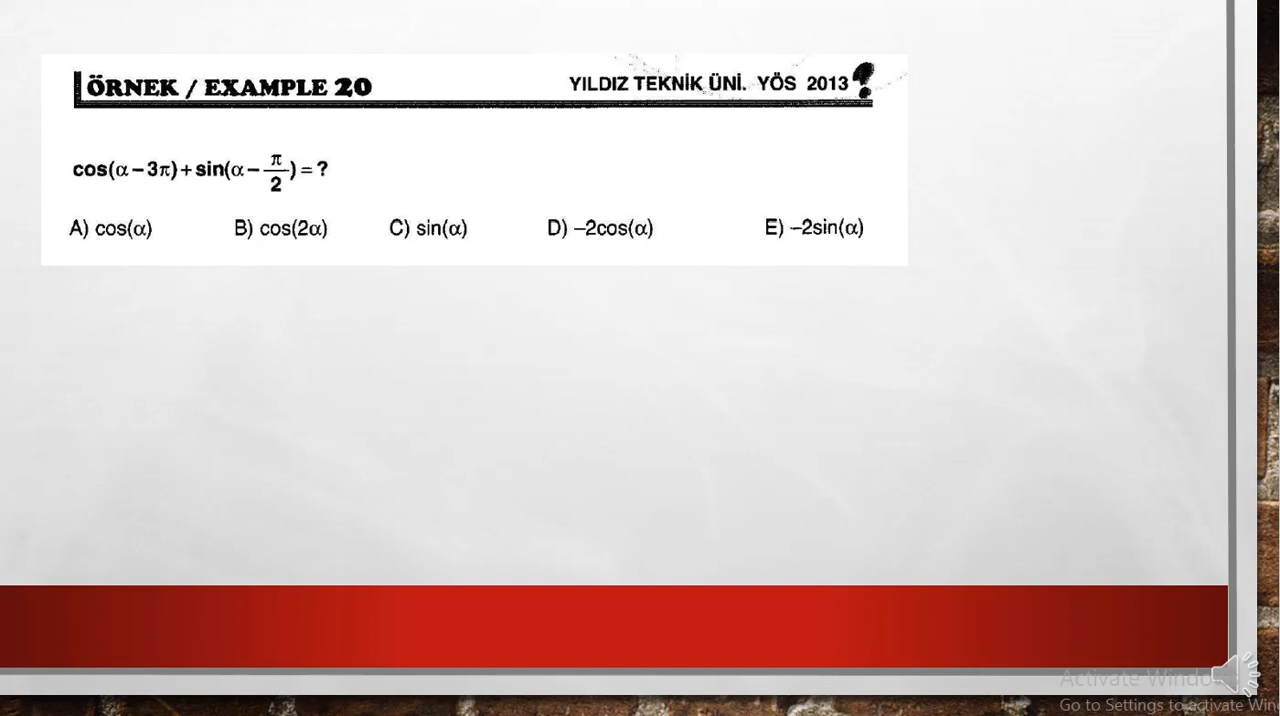 ÖRNEK / EXAMPLE 20
YILDIZ TEKNİK ÜNİ. YÖS 2013
cos(α − 3π) + sin(α − π/2) = ?
A) cos(α) B) cos(2α) C) sin(α) D) −2cos(α) E) −2sin(α)
Activate Windo
Go to Settings to activate Win